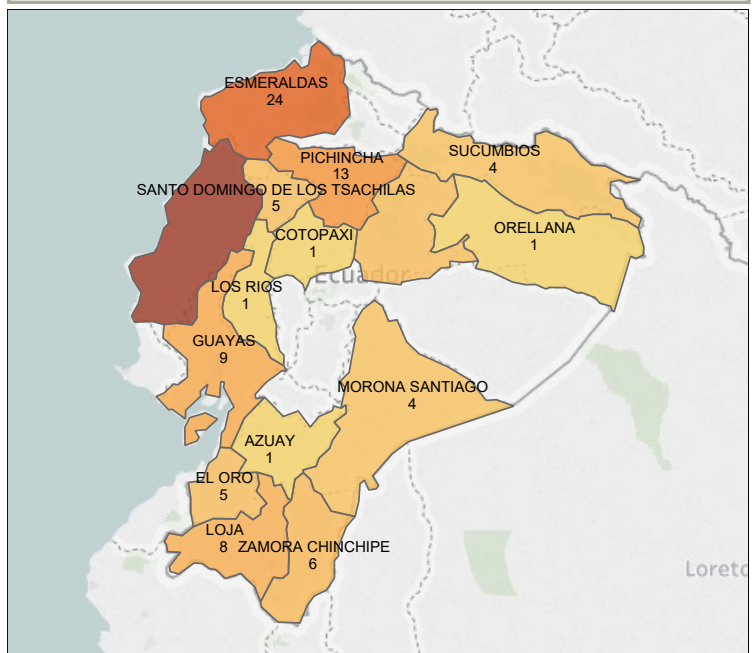 ESMERALDAS
24
PICHINCHA
13
SUCUMBIOS
4
SANTO DOMINGO DE LOS TSACHILAS
5
COTOPAXI
1
ORELLANA
1
Ecuador
LOS RIOS
1
GUAYAS
9
MORONA SANTIAGO
4
AZUAY
1
EL ORO
5
LOJA
8
ZAMORA CHINCHIPE
6
Loreto